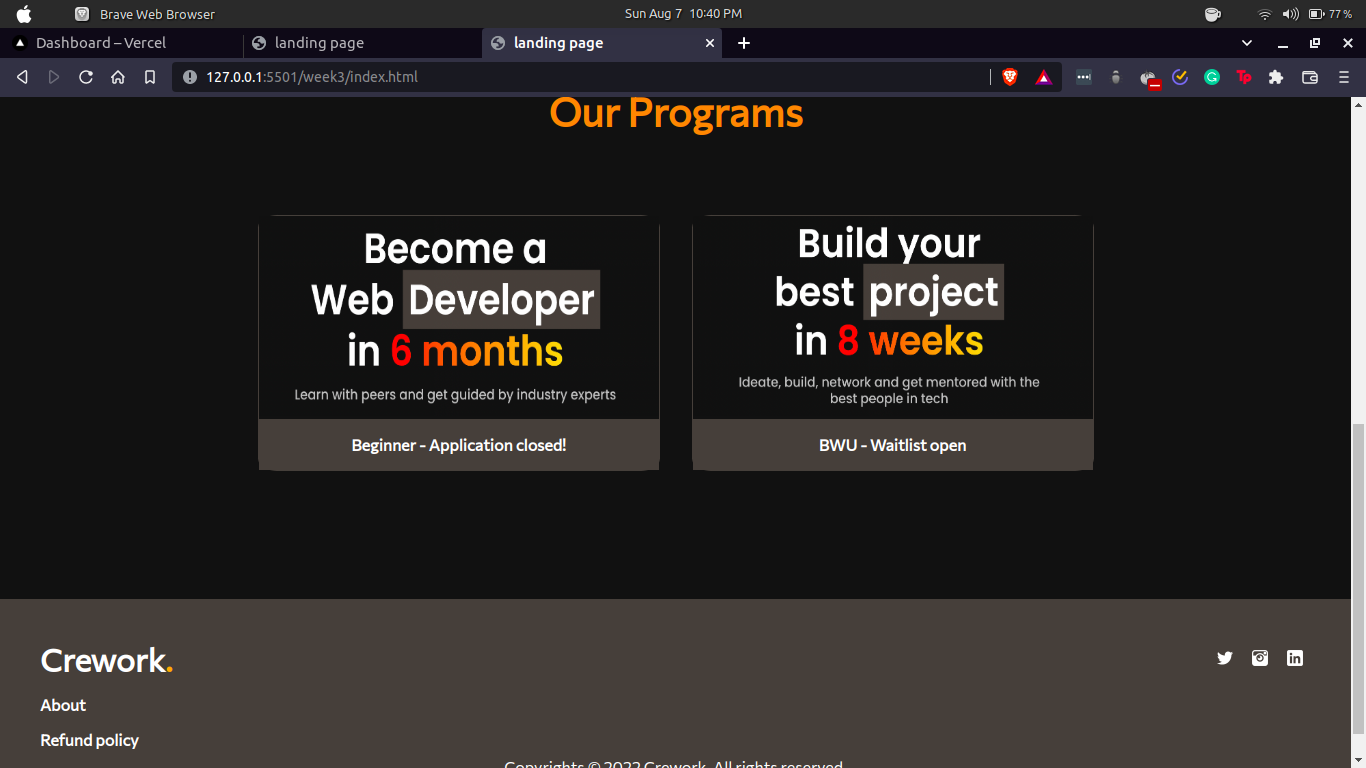 Brave Web Browser
Sun Aug 7 10:40 PM
77 %
Dashboard – Vercel
landing page
landing page
127.0.0.1:5501/week3/index.html
Tp
Our Programs
Become a
Web Developer
in 6 months
Learn with peers and get guided by industry experts
Beginner - Application closed!
Build your
best project
in 8 weeks
Ideate, build, network and get mentored with the
best people in tech
BWU - Waitlist open
Crework.
in
About
Refund policy
Copyrights © 2022 Crework. All rights reserved